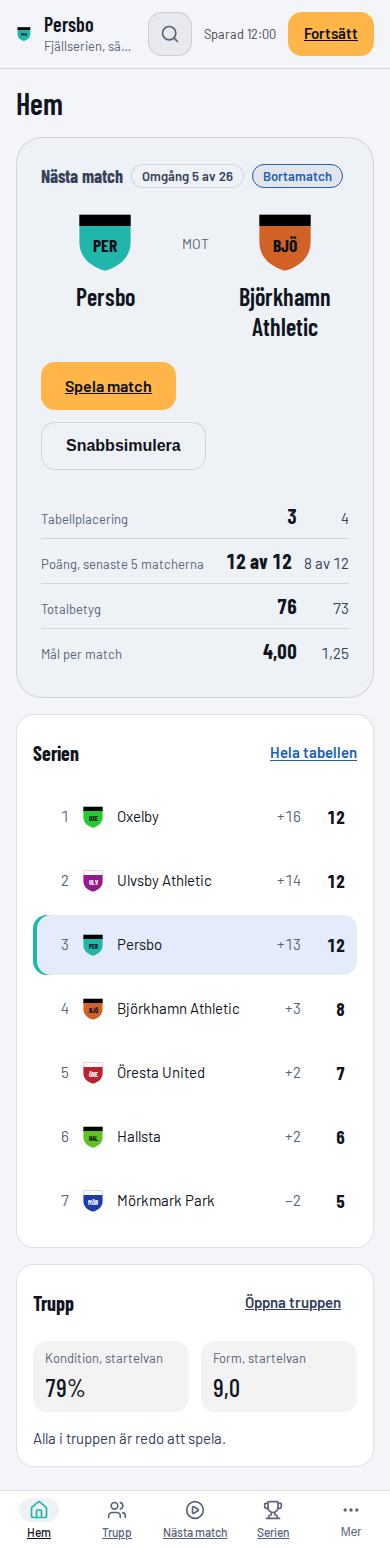 PER
Persbo
Fjällserien, sä...
Sparad 12:00
Fortsätt
Hem
Nästa match
Omgång 5 av 26
Bortamatch
PER
MOT
BJÖ
Persbo
Björkhamn
Athletic
Spela match
Snabbsimulera
Tabellplacering 3 4
Poäng, senaste 5 matcherna 12 av 12 8 av 12
Totalbetyg 76 73
Mål per match 4,00 1,25
Serien
Hela tabellen
1 OXE Oxelby +16 12
2 ULV Ulvsby Athletic +14 12
3 PER Persbo +13 12
4 BJÖ Björkhamn Athletic +3 8
5 ÖRE Öresta United +2 7
6 HAL Hallsta +2 6
7 MÖR Mörkmark Park −2 5
Trupp
Öppna truppen
Kondition, startelvan
79%
Form, startelvan
9,0
Alla i truppen är redo att spela.
Hem
Trupp
Nästa match
Serien
Mer